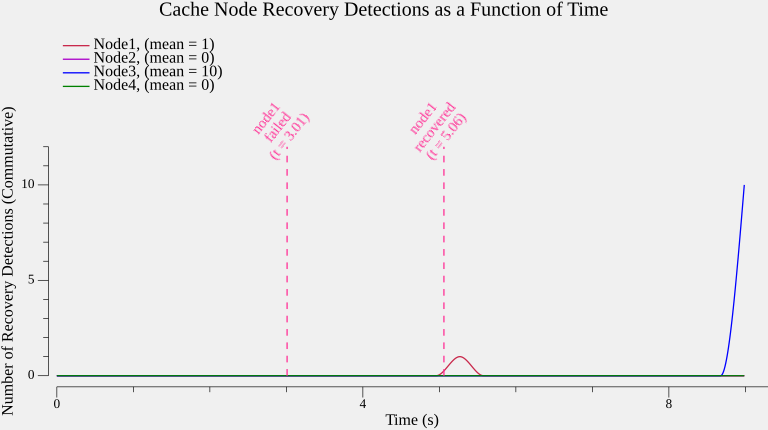 Cache Node Recovery Detections as a Function of Time
Node1, (mean = 1)
Node2, (mean = 0)
Node3, (mean = 10)
Node4, (mean = 0)
node1
failed
(t = 3.01)
node1
recovered
(t = 5.06)
Number of Recovery Detections (Commutative)
10
5
0
0
4
8
Time (s)